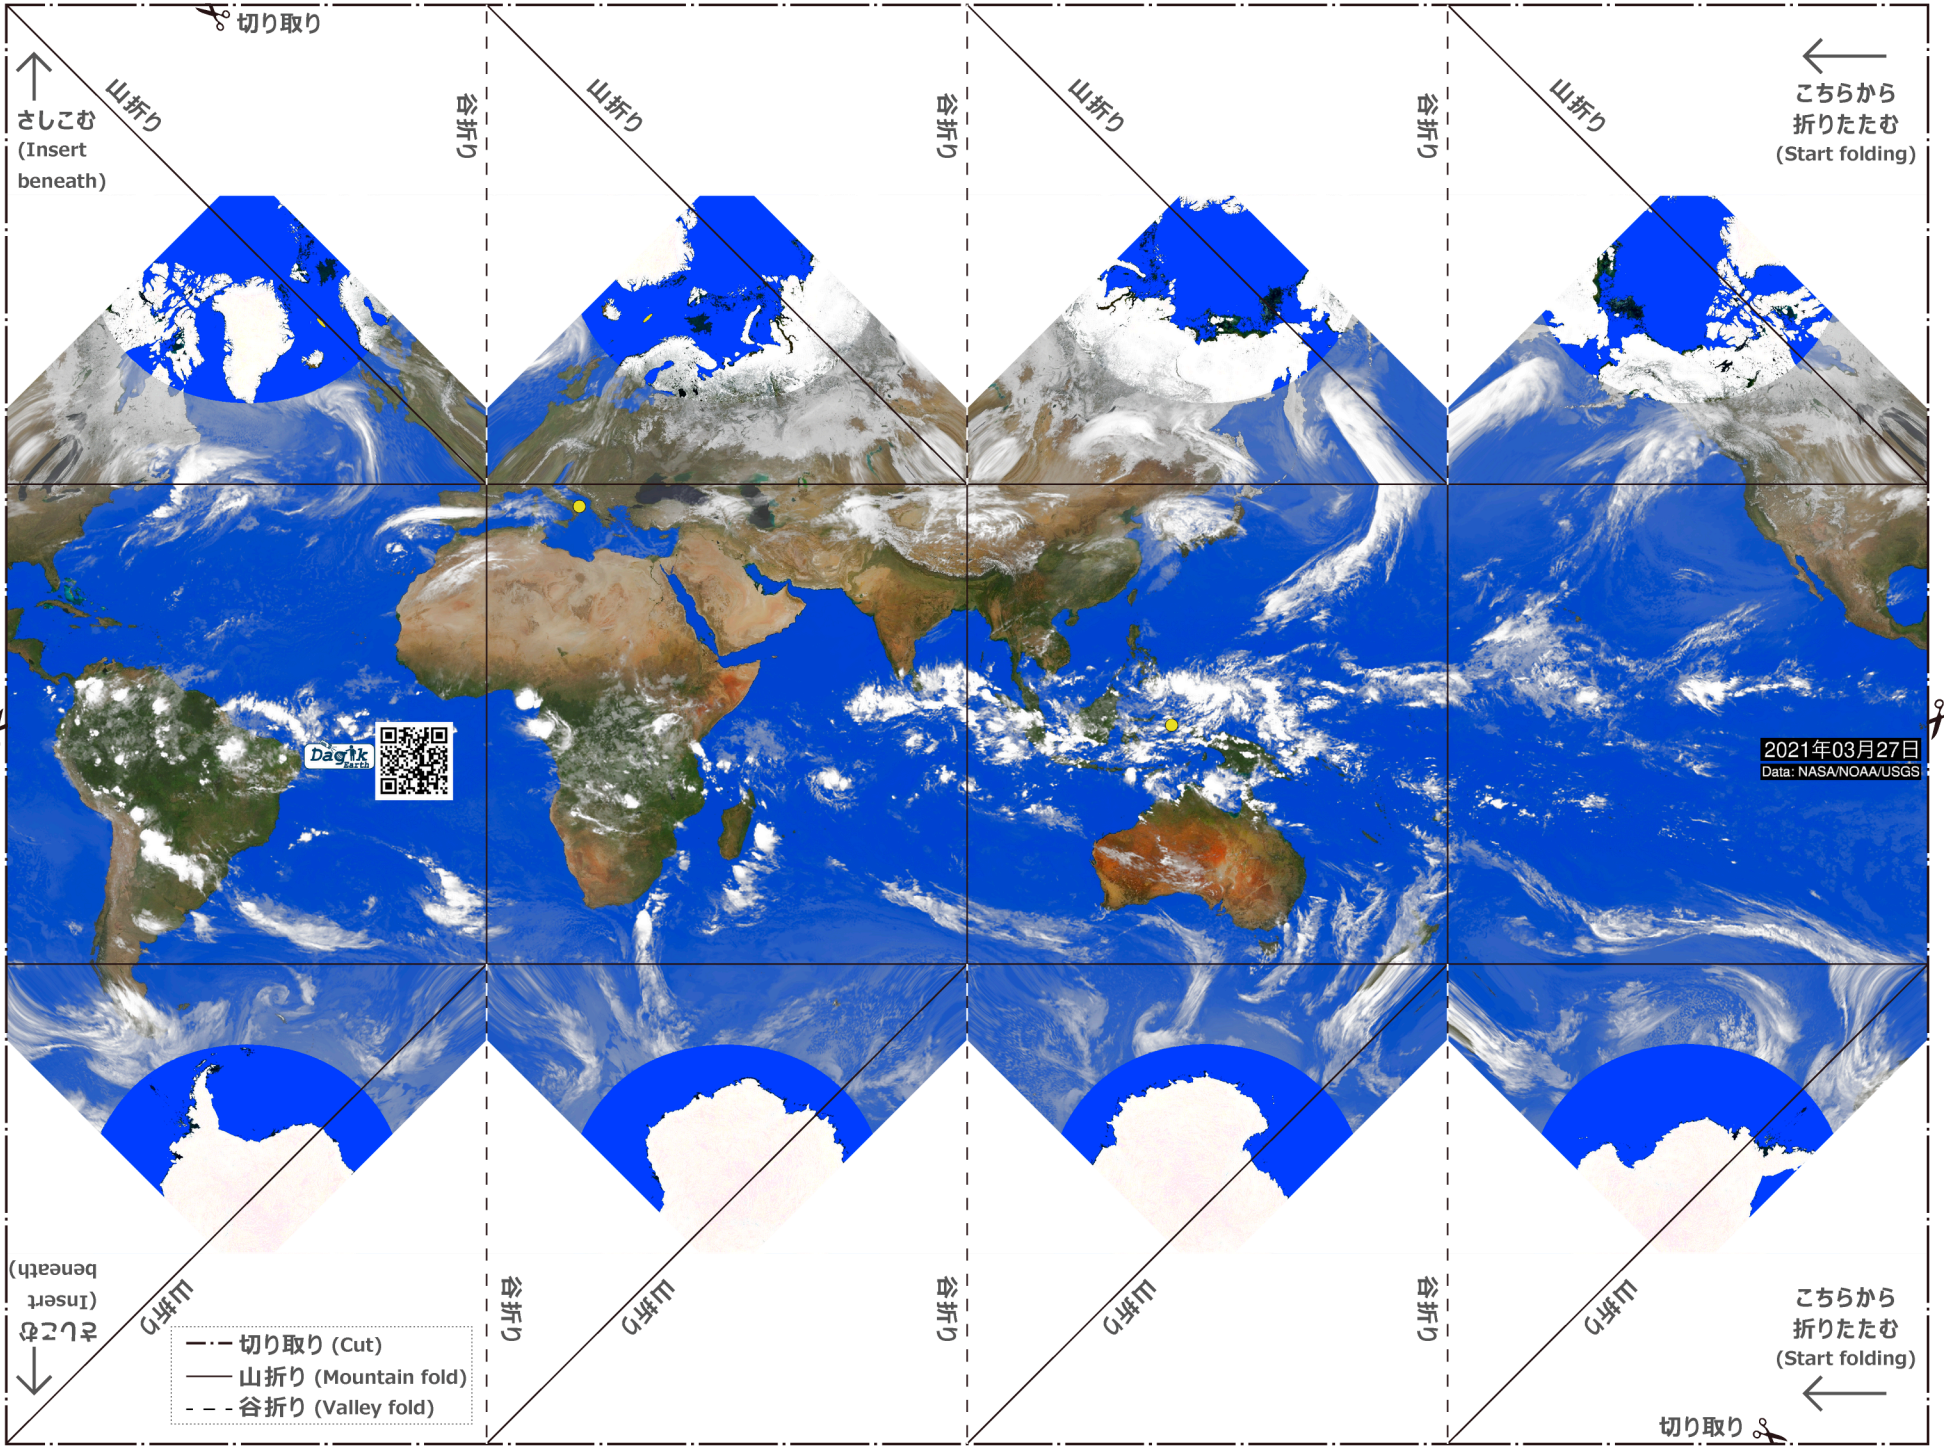 切り取り
山折り
谷折り
山折り
谷折り
山折り
谷折り
山折り
さしこむ
(Insert
beneath)
こちらから
折りたたむ
(Start folding)
Dagik
Earth
2021年03月27日
Data: NASA/NOAA/USGS
さしこむ
(Insert
beneath)
山折り
谷折り
山折り
谷折り
山折り
谷折り
山折り
こちらから
折りたたむ
(Start folding)
切り取り (Cut)
山折り (Mountain fold)
谷折り (Valley fold)
切り取り